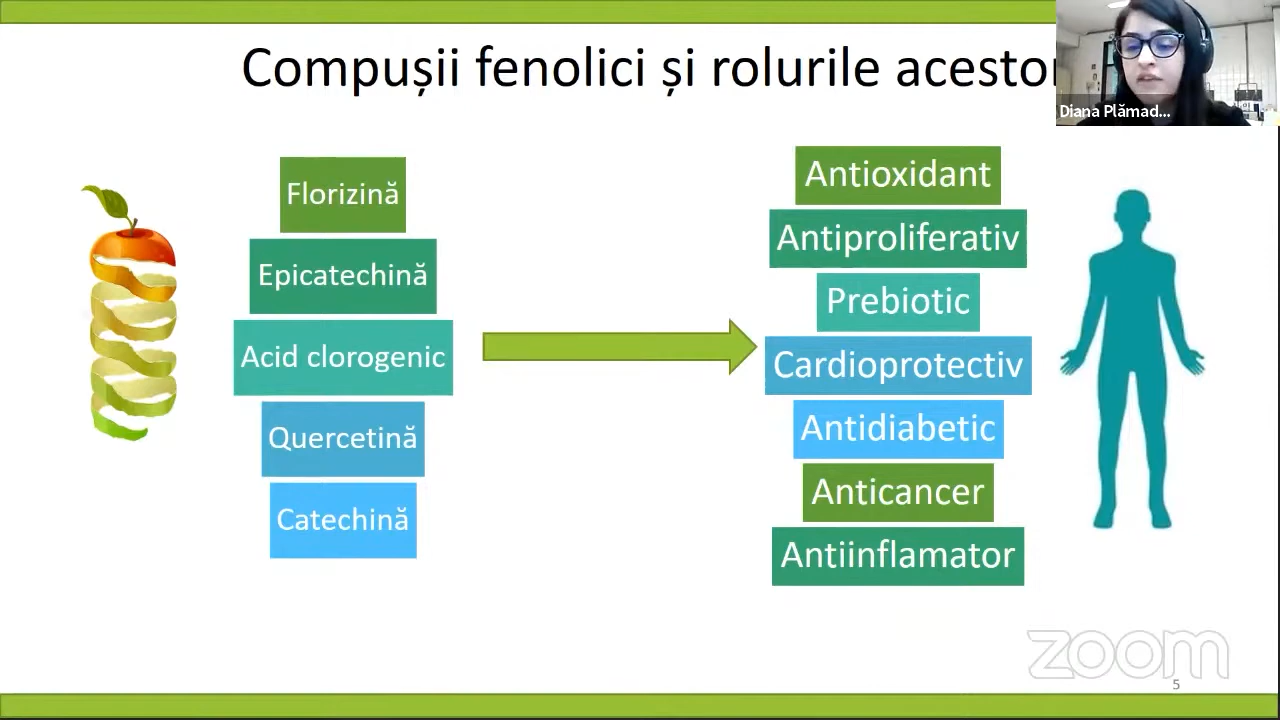 Compușii fenolici și rolurile acestor
Diana Plămad...
Florizină
Epicatechină
Acid clorogenic
Quercetină
Catechină
Antioxidant
Antiproliferativ
Prebiotic
Cardioprotectiv
Antidiabetic
Anticancer
Antiinflamator
zoom
5